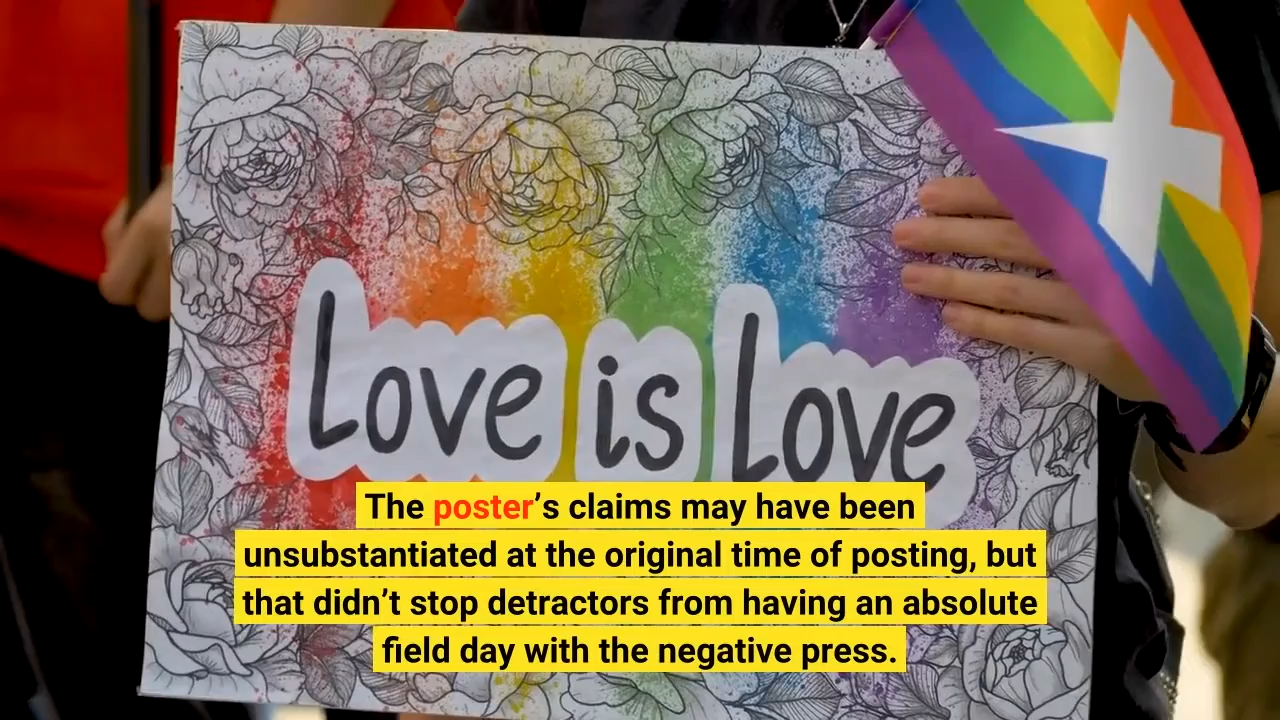 Love is Love
The poster’s claims may have been
unsubstantiated at the original time of posting, but
that didn’t stop detractors from having an absolute
field day with the negative press.